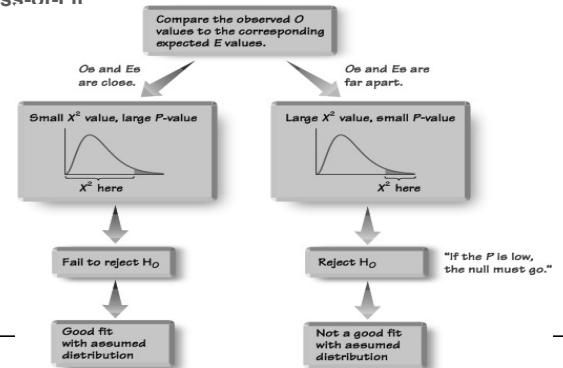 Compare the observed O
values to the corresponding
expected E values.
Os and Es
are close.
Os and Es are
far apart.
Small X² value, large P-value
X² here
Large X² value, small P-value
X² here
Fail to reject H₀
Reject H₀
"If the P is low,
the null must go."
Good fit
with assumed
distribution
Not a good fit
with assumed
distribution